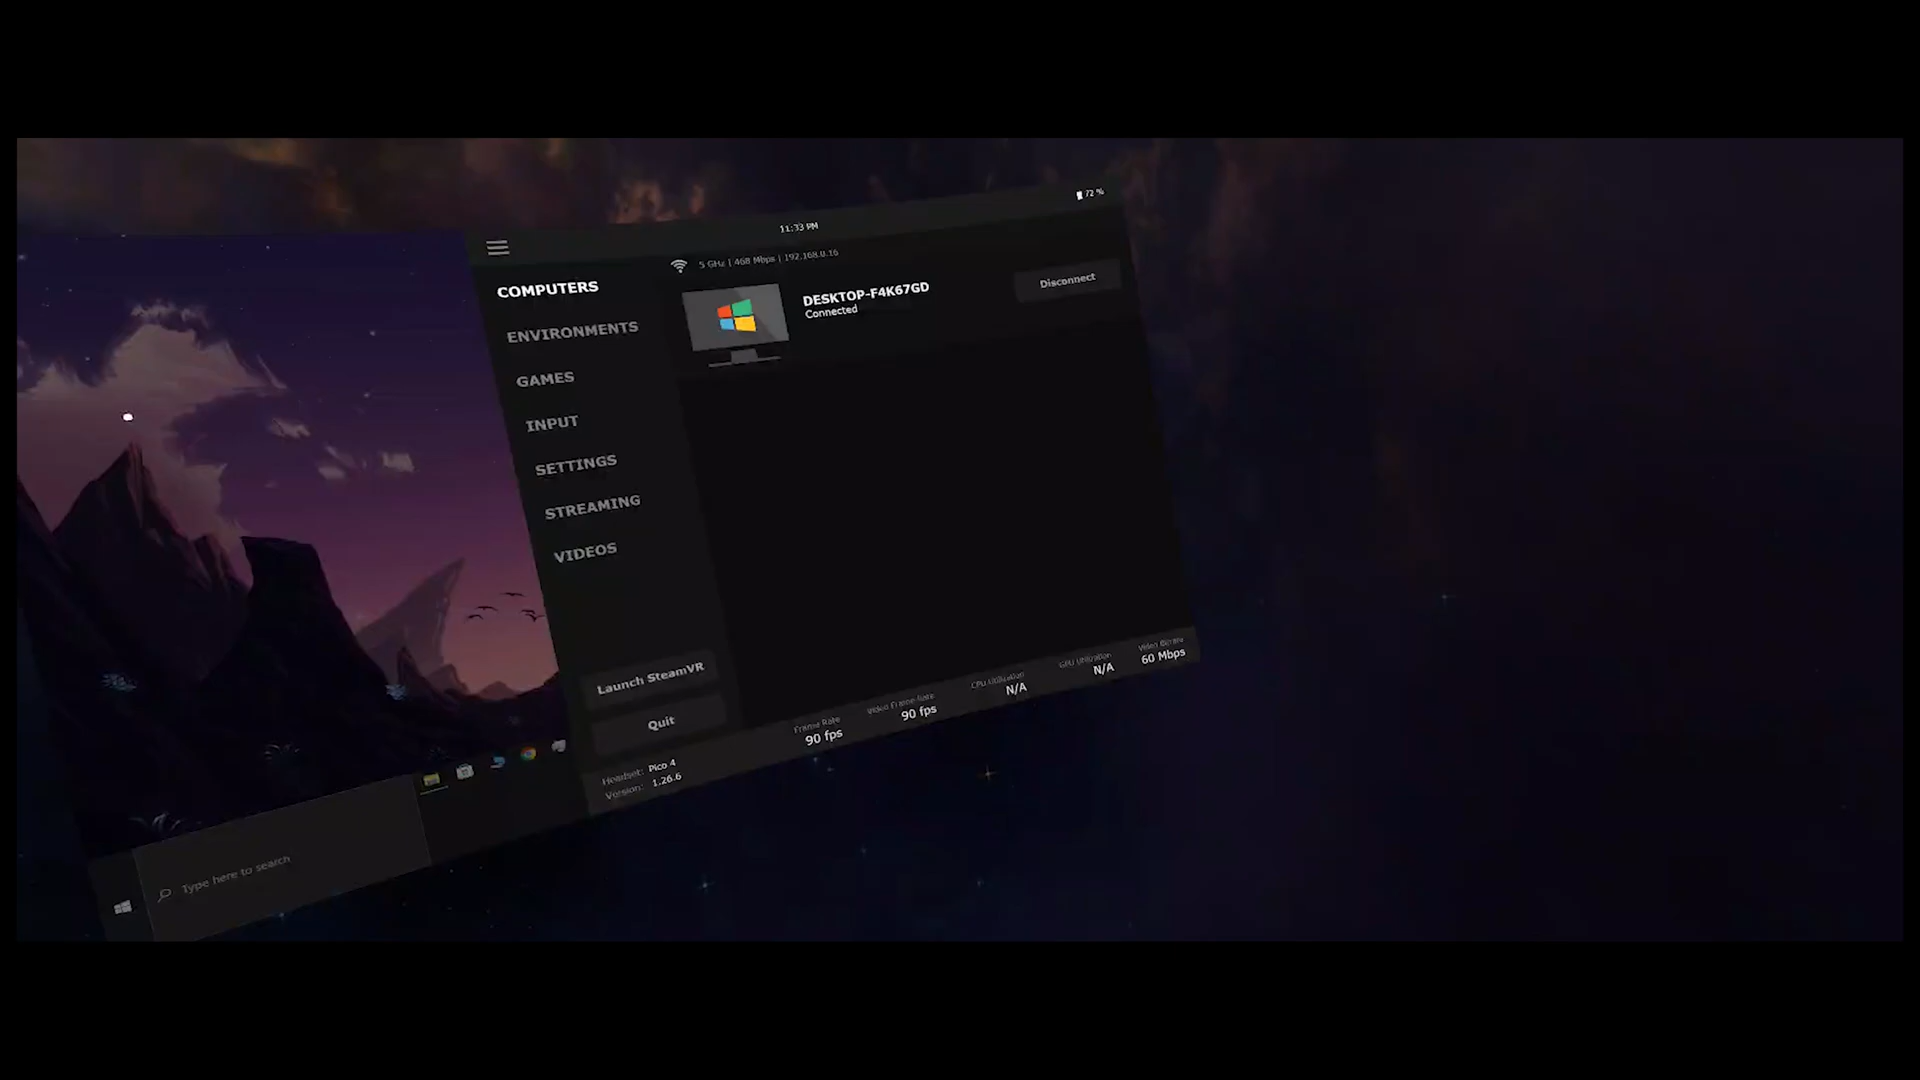 72 %
11:33 PM
5 GHz | 468 Mbps | 192.168.0.16
COMPUTERS
DESKTOP-F4K67GD
Connected
Disconnect
ENVIRONMENTS
GAMES
INPUT
SETTINGS
STREAMING
VIDEOS
Launch SteamVR
Quit
Frame Rate
90 fps
Video Frame Rate
90 fps
CPU Utilization
N/A
GPU Utilization
N/A
Video Bitrate
60 Mbps
Headset: Pico 4
Version: 1.26.6
Type here to search